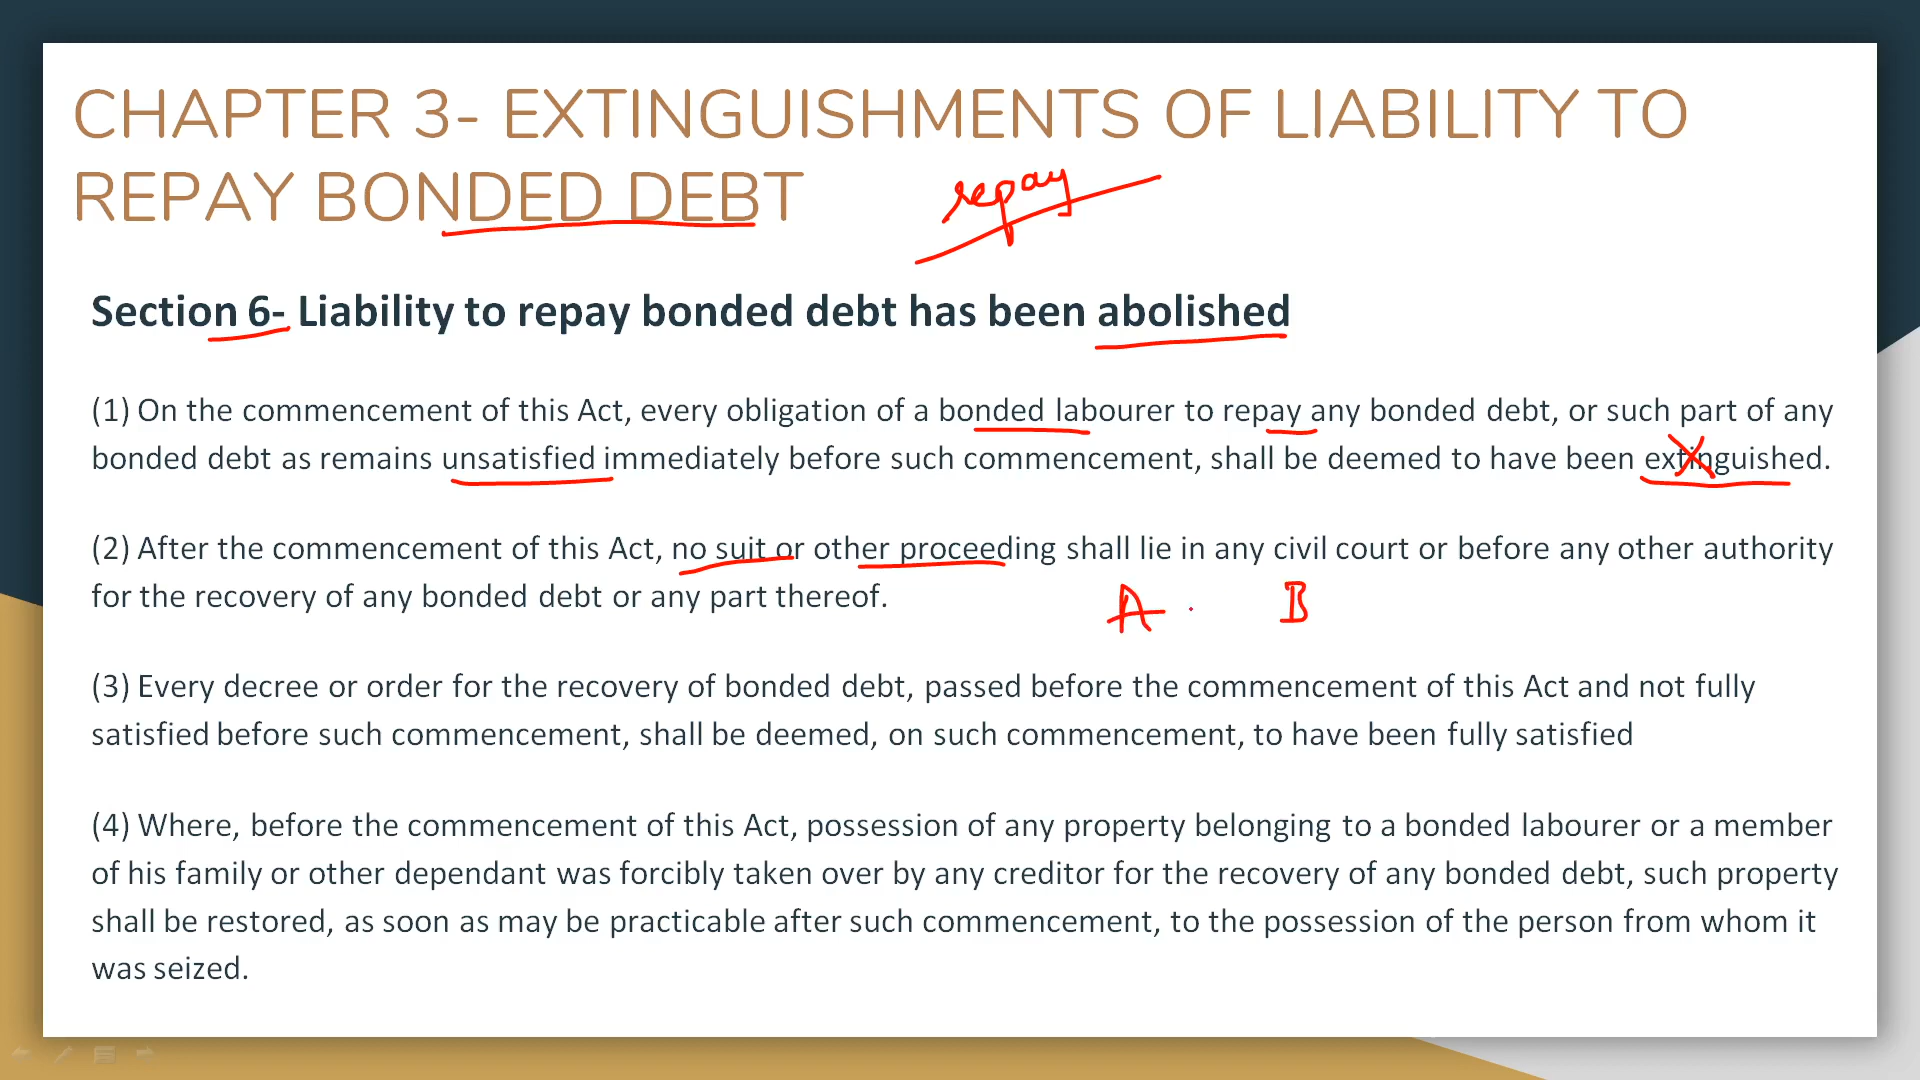 CHAPTER 3- EXTINGUISHMENTS OF LIABILITY TO
REPAY BONDED DEBT
repay
Section 6- Liability to repay bonded debt has been abolished
(1) On the commencement of this Act, every obligation of a bonded labourer to repay any bonded debt, or such part of any
bonded debt as remains unsatisfied immediately before such commencement, shall be deemed to have been extinguished.
(2) After the commencement of this Act, no suit or other proceeding shall lie in any civil court or before any other authority
for the recovery of any bonded debt or any part thereof.
A B
(3) Every decree or order for the recovery of bonded debt, passed before the commencement of this Act and not fully
satisfied before such commencement, shall be deemed, on such commencement, to have been fully satisfied
(4) Where, before the commencement of this Act, possession of any property belonging to a bonded labourer or a member
of his family or other dependant was forcibly taken over by any creditor for the recovery of any bonded debt, such property
shall be restored, as soon as may be practicable after such commencement, to the possession of the person from whom it
was seized.